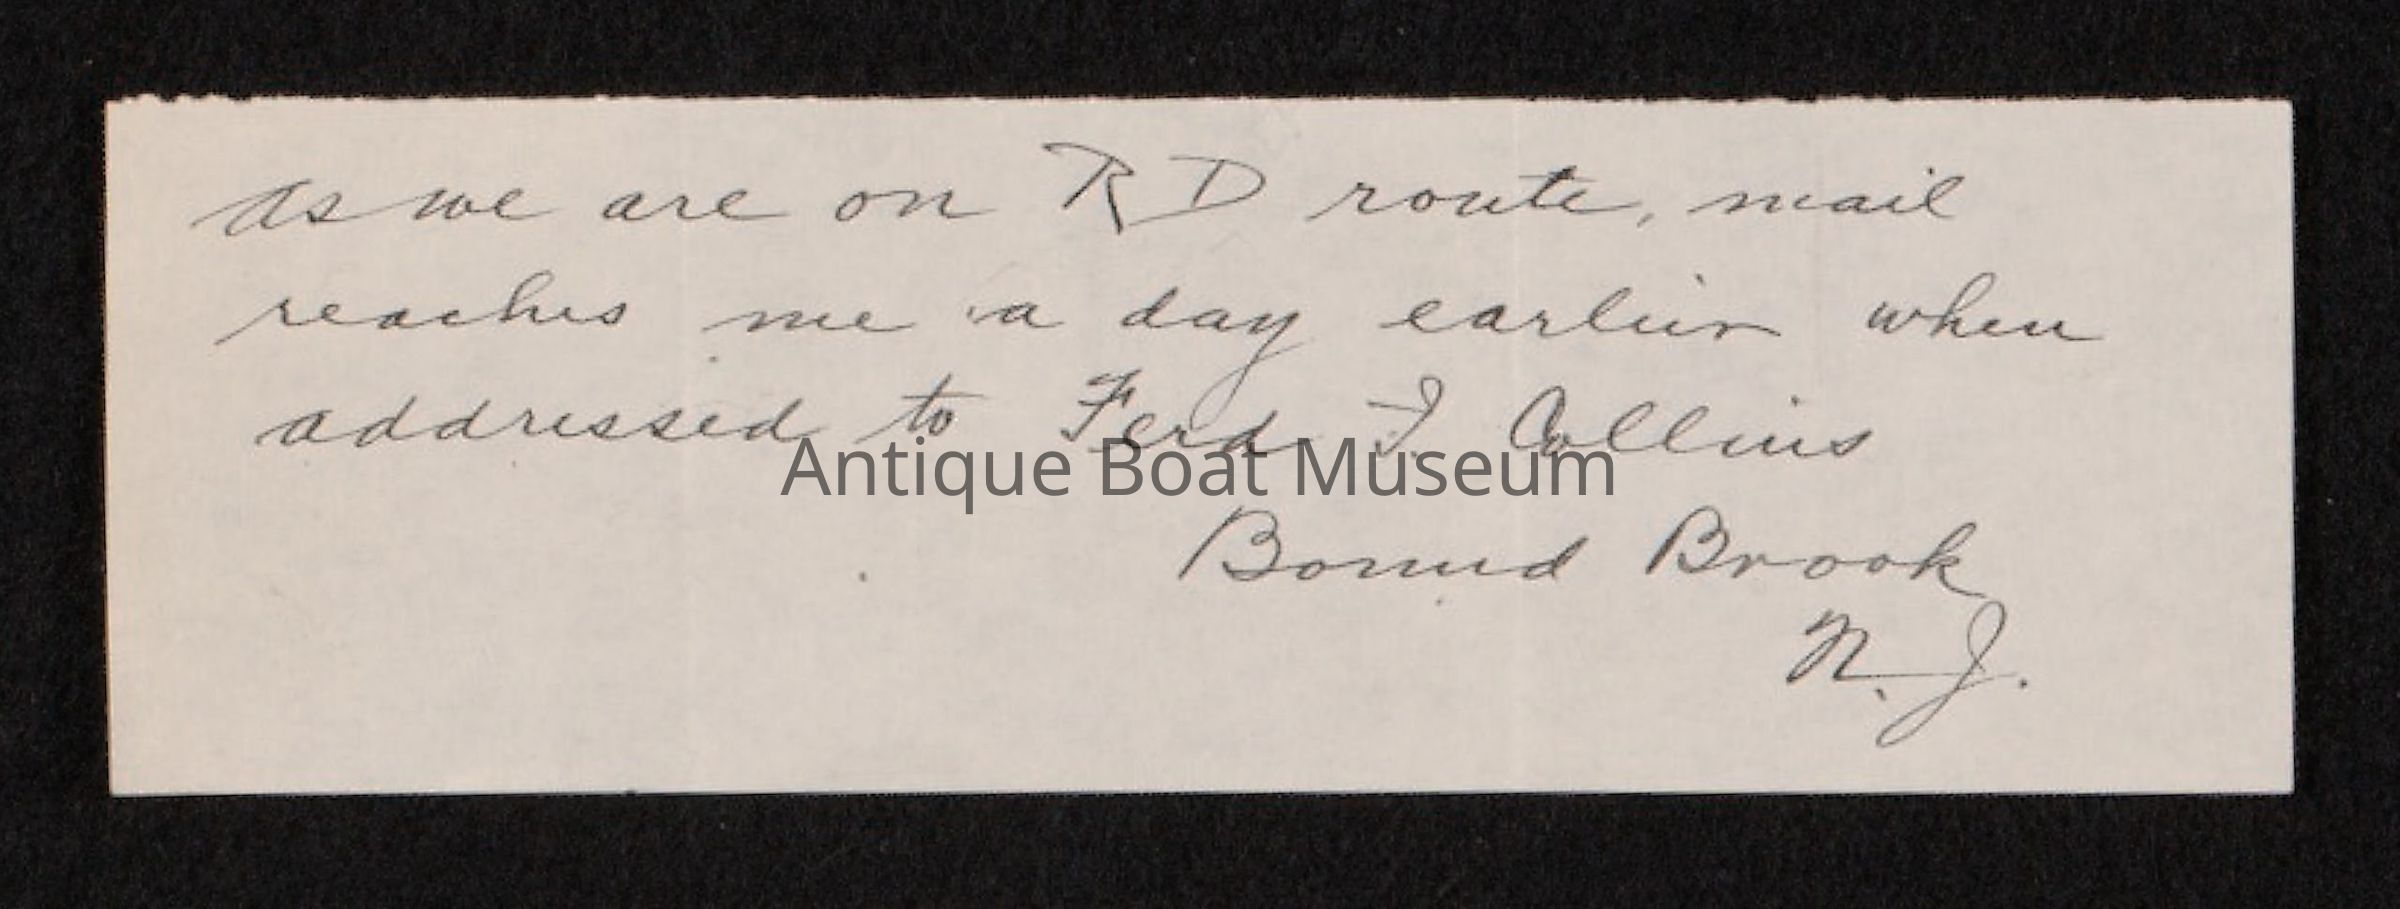 As we are on RD route, mail
reaches me a day earlier when
addressed to Ferd I. Collins
Antique Boat Museum
Bound Brook
N. J.